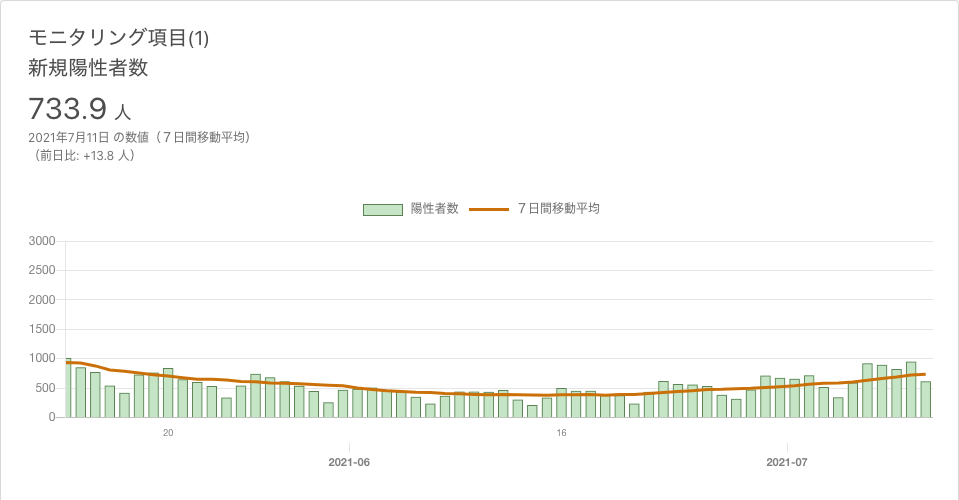 モニタリング項目(1)
新規陽性者数
733.9 人
2021年7月11日 の数値（７日間移動平均）
（前日比: +13.8 人）
陽性者数 ７日間移動平均
3000
2500
2000
1500
1000
500
0
20 16
2021-06 2021-07